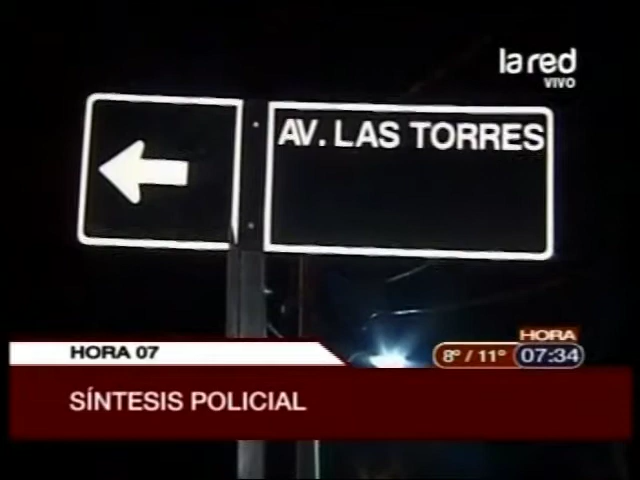 la red
VIVO
AV. LAS TORRES
HORA 07
HORA
8° / 11°
07:34
SÍNTESIS POLICIAL